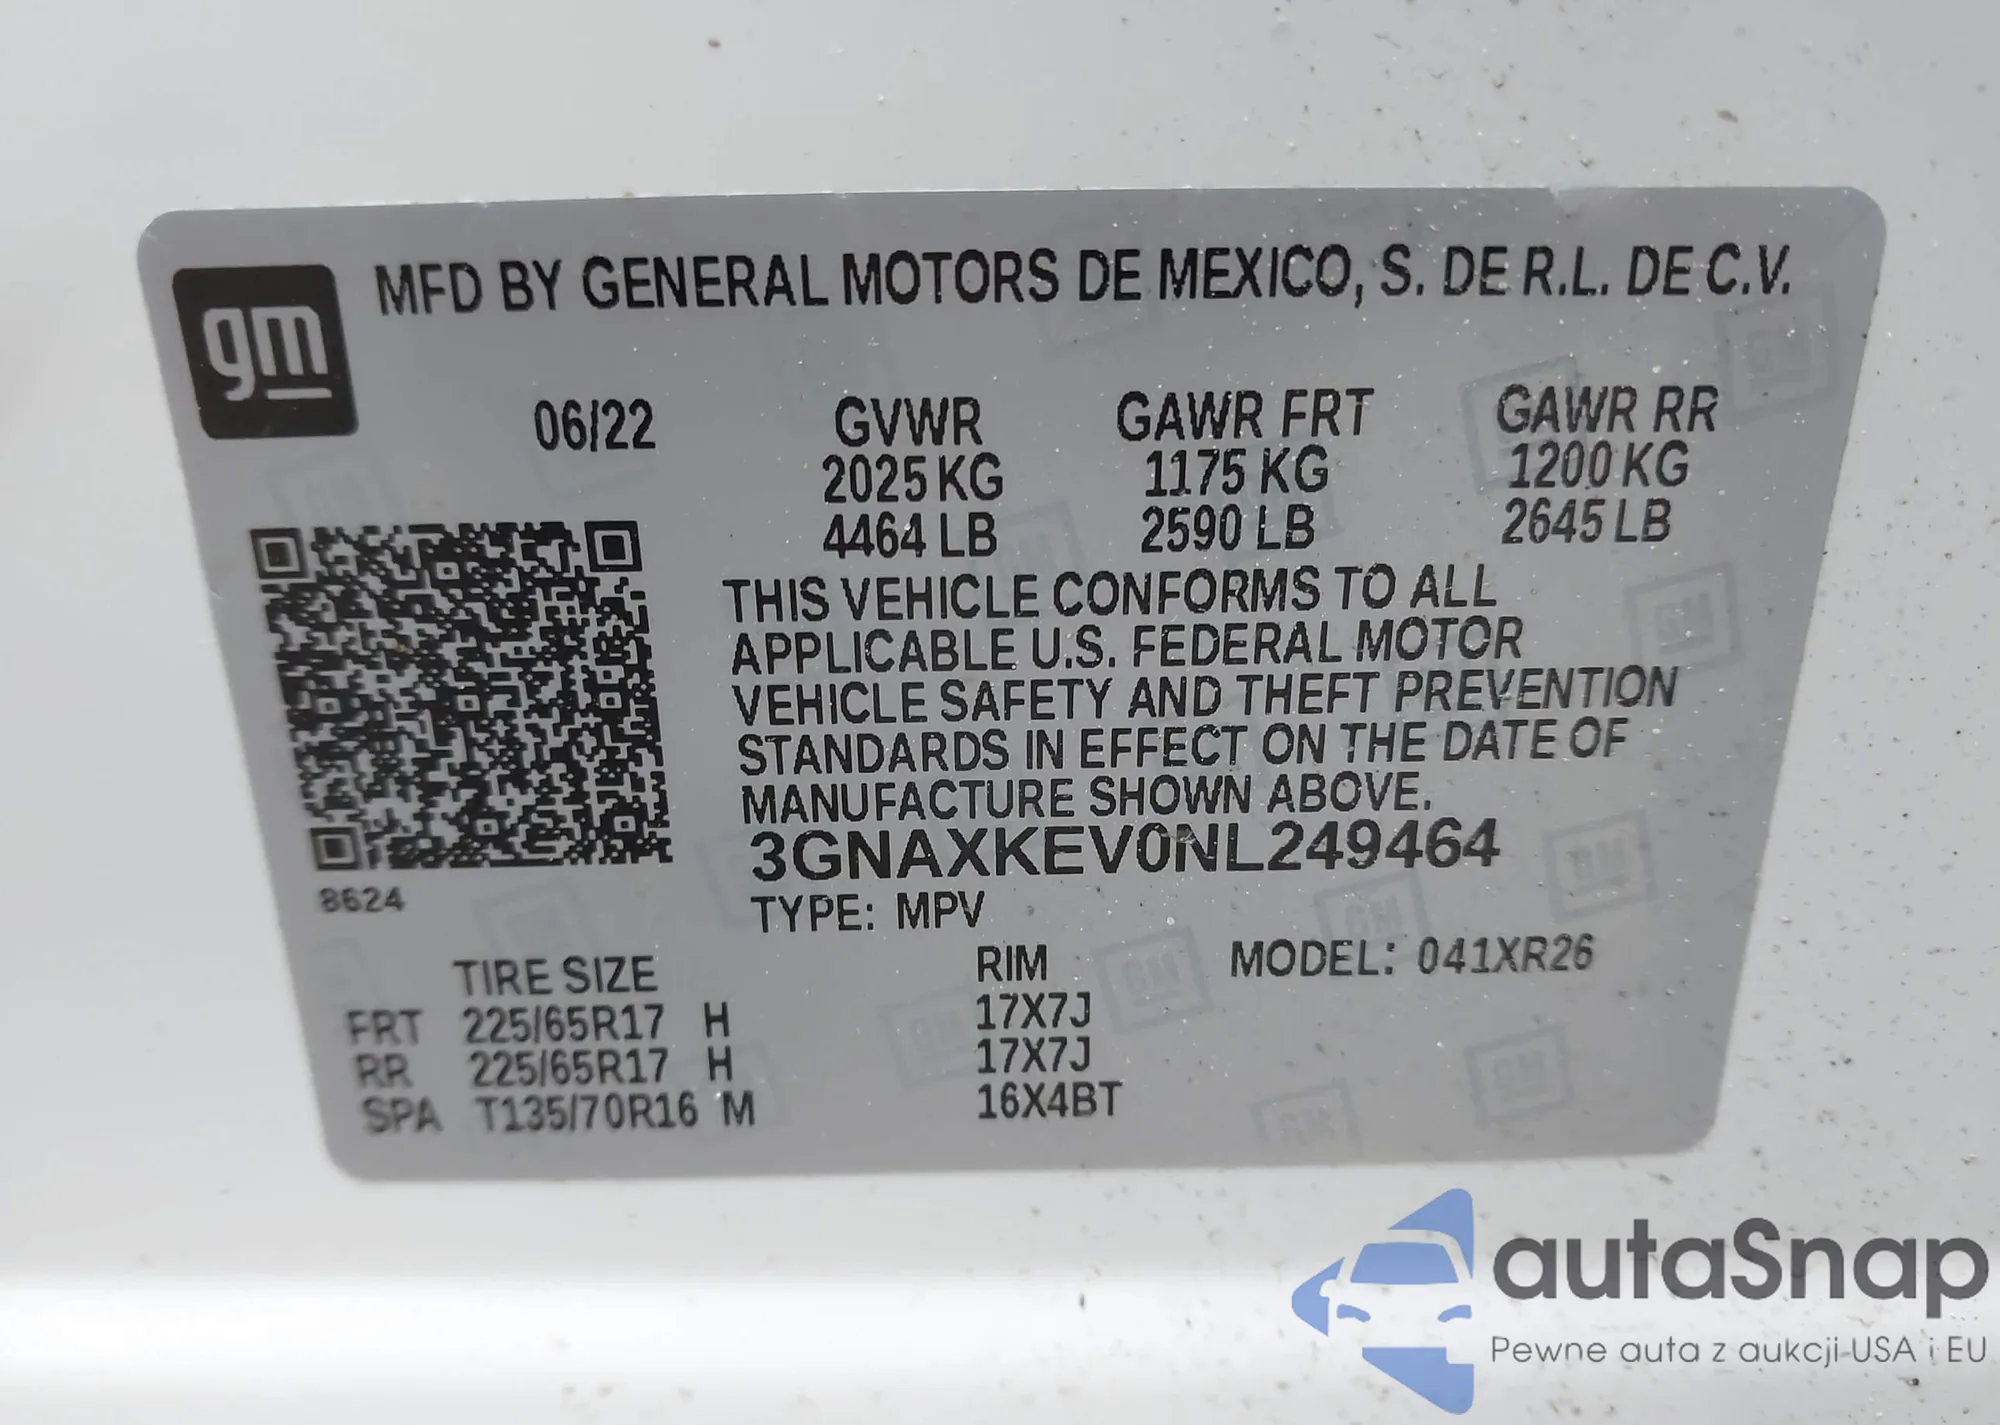 gm
MFD BY GENERAL MOTORS DE MEXICO, S. DE R.L. DE C.V.
06/22 GVWR GAWR FRT GAWR RR
2025 KG 1175 KG 1200 KG
4464 LB 2590 LB 2645 LB
THIS VEHICLE CONFORMS TO ALL
APPLICABLE U.S. FEDERAL MOTOR
VEHICLE SAFETY AND THEFT PREVENTION
STANDARDS IN EFFECT ON THE DATE OF
MANUFACTURE SHOWN ABOVE.
3GNAXKEV0NL249464
8624
TYPE: MPV
TIRE SIZE RIM MODEL: 041XR26
FRT 225/65R17 H 17X7J
RR 225/65R17 H 17X7J
SPA T135/70R16 M 16X4BT
autaSnap
Pewne auta z aukcji USA i EU